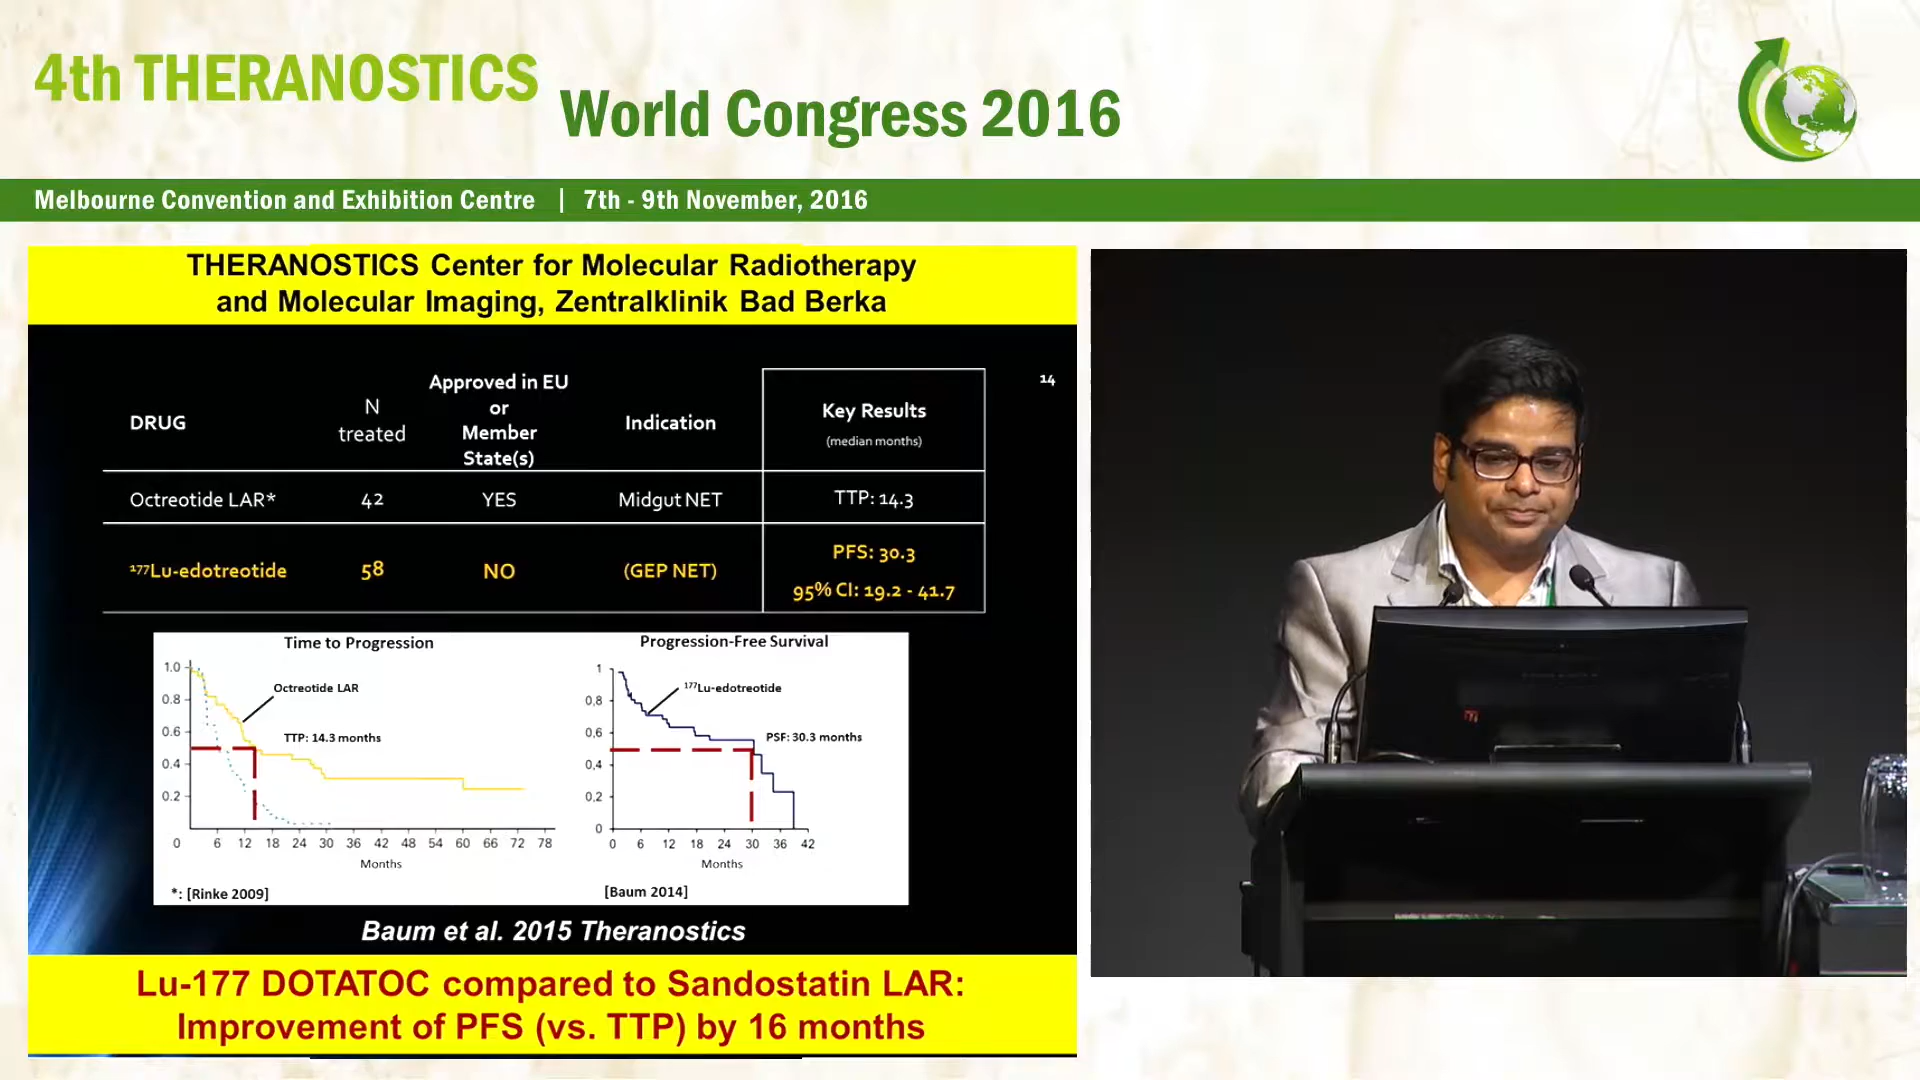 4th THERANOSTICS
World Congress 2016
Melbourne Convention and Exhibition Centre | 7th - 9th November, 2016
THERANOSTICS Center for Molecular Radiotherapy
and Molecular Imaging, Zentralklinik Bad Berka
14
DRUG
N
treated
Approved in EU
or
Member
State(s)
Indication
Key Results
(median months)
Octreotide LAR* 42 YES Midgut NET TTP: 14.3
¹⁷⁷Lu-edotreotide 58 NO (GEP NET) PFS: 30.3
95% CI: 19.2 - 41.7
Time to Progression
1.0
0.8
0.6
0.4
0.2
Octreotide LAR
TTP: 14.3 months
0 6 12 18 24 30 36 42 48 54 60 66 72 78
Months
*: [Rinke 2009]
Progression-Free Survival
1
0,8
0,6
0,4
0,2
0
¹⁷⁷Lu-edotreotide
PSF: 30.3 months
0 6 12 18 24 30 36 42
Months
[Baum 2014]
Baum et al. 2015 Theranostics
Lu-177 DOTATOC compared to Sandostatin LAR:
Improvement of PFS (vs. TTP) by 16 months